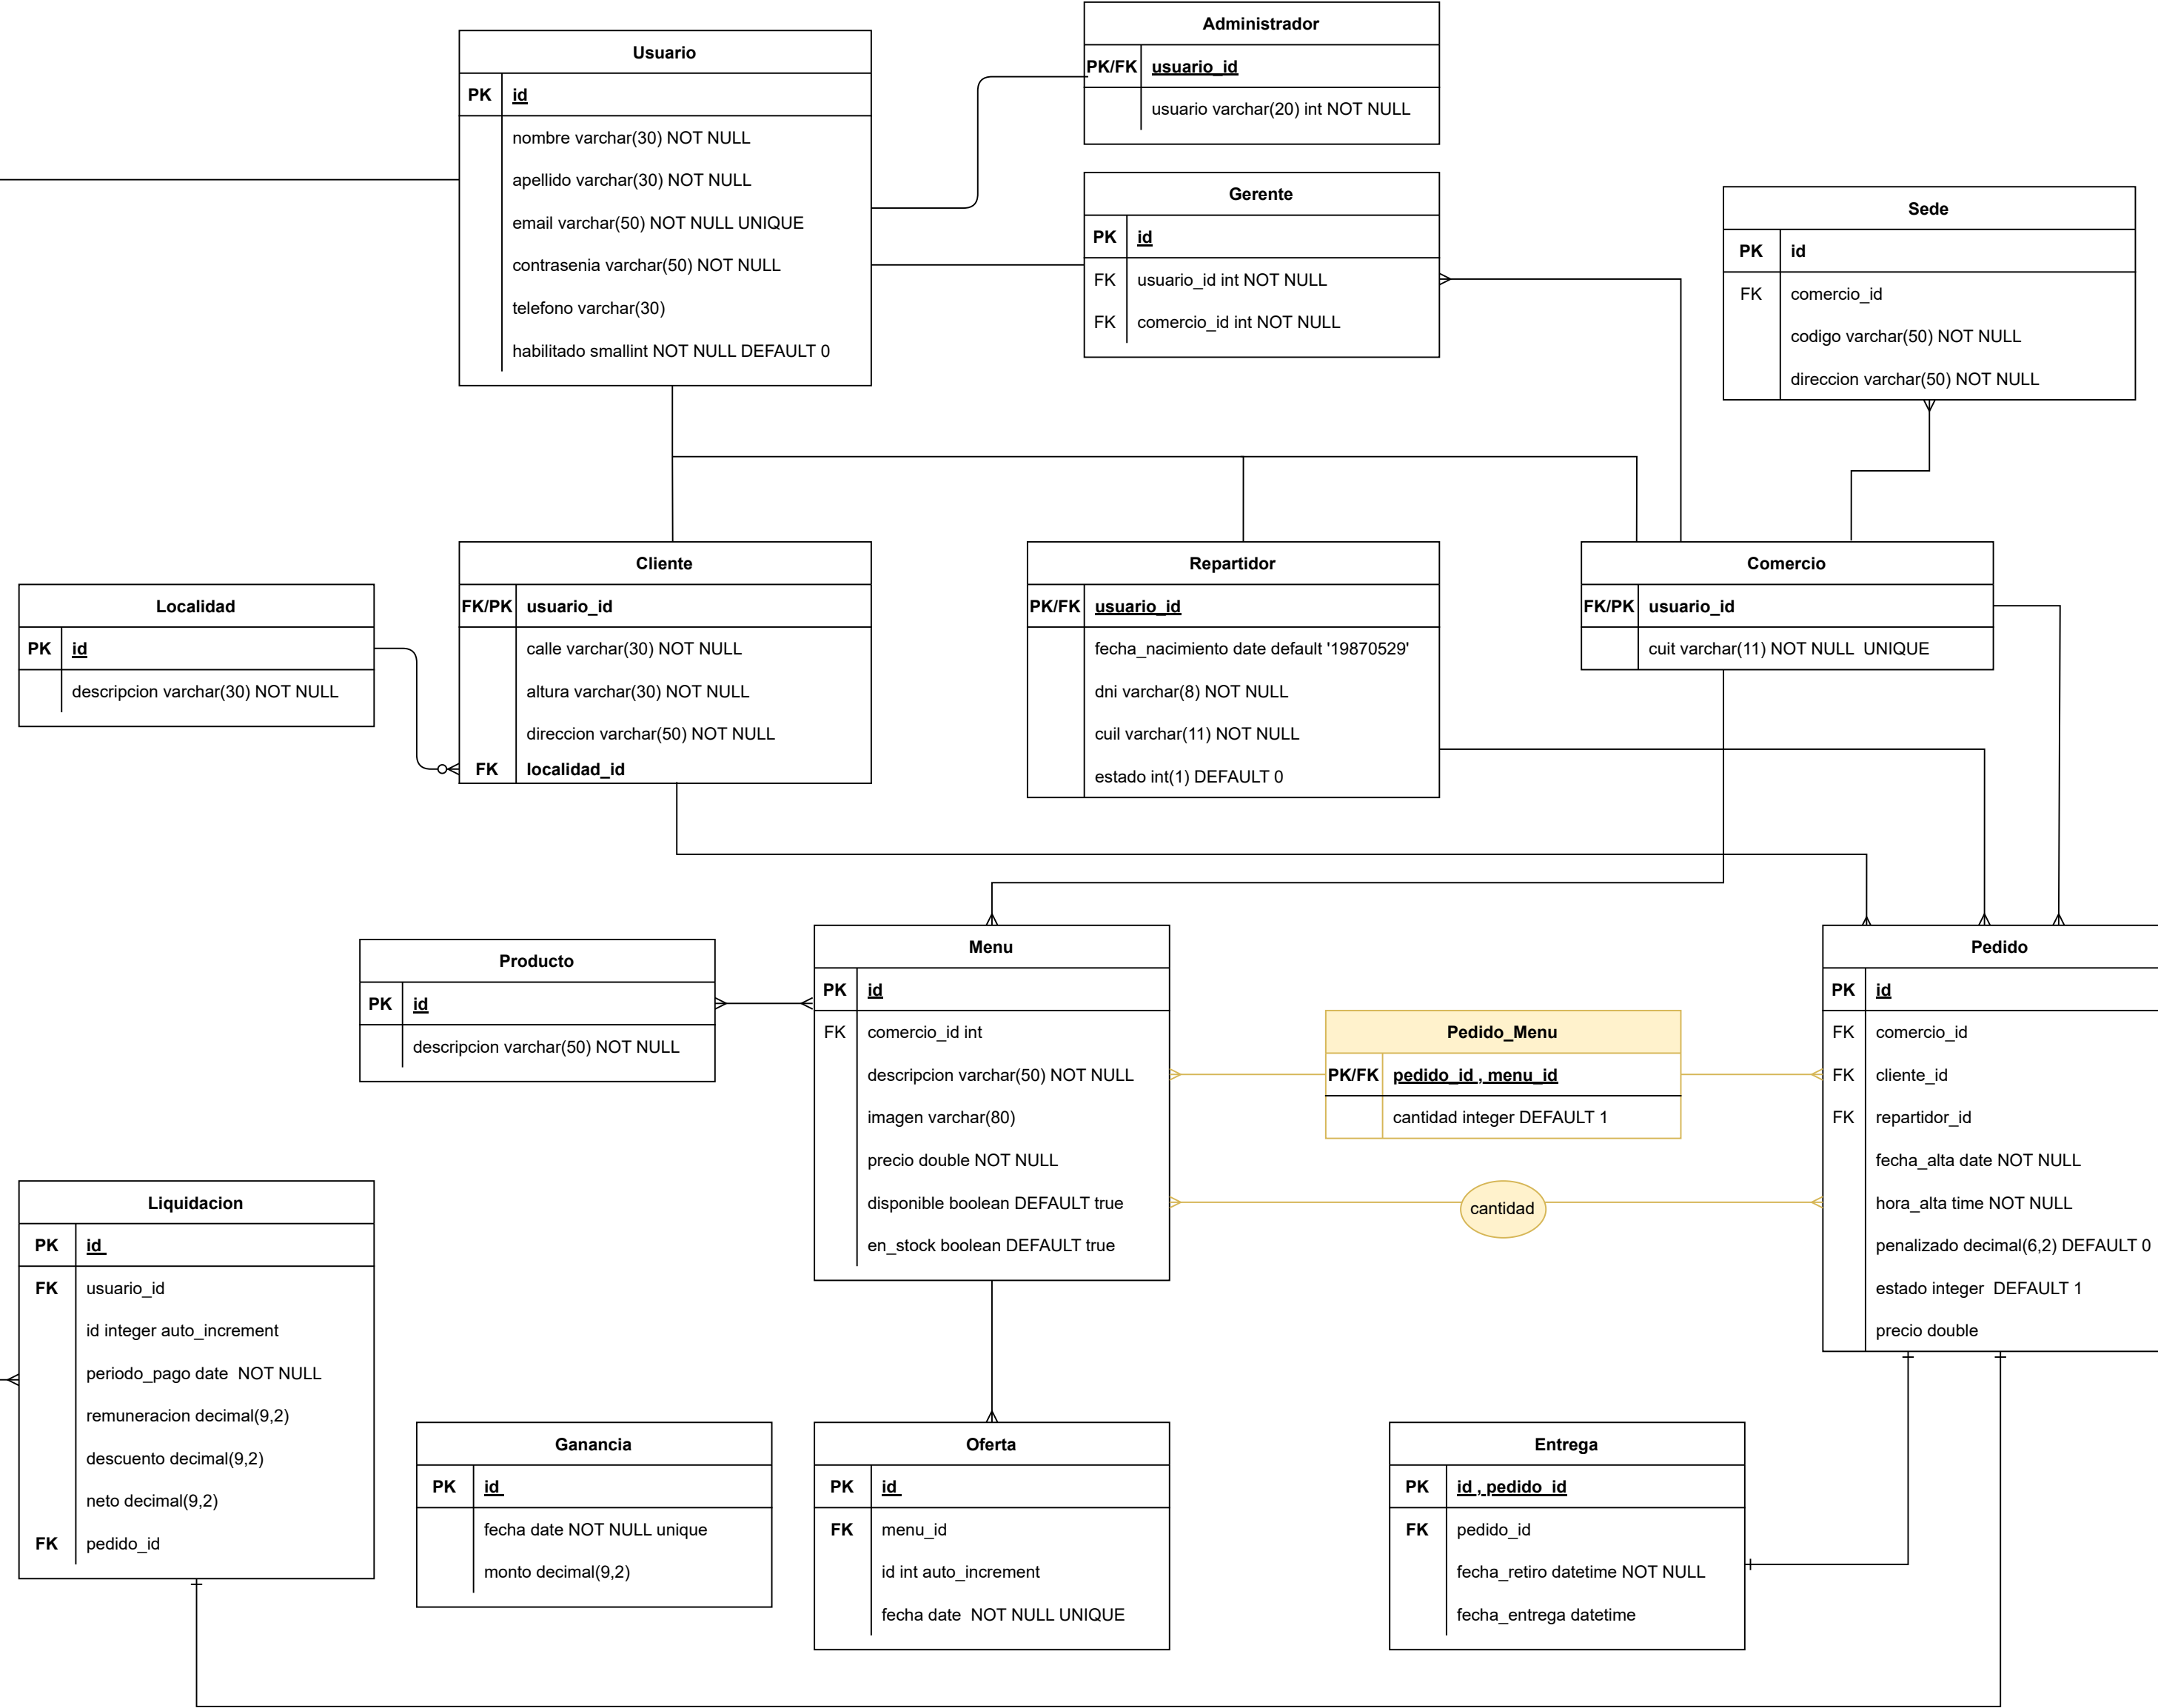 Usuario
PK id
nombre varchar(30) NOT NULL
apellido varchar(30) NOT NULL
email varchar(50) NOT NULL UNIQUE
contrasenia varchar(50) NOT NULL
telefono varchar(30)
habilitado smallint NOT NULL DEFAULT 0
Administrador
PK/FK usuario_id
usuario varchar(20) int NOT NULL
Gerente
PK id
FK usuario_id int NOT NULL
FK comercio_id int NOT NULL
Sede
PK id
FK comercio_id
codigo varchar(50) NOT NULL
direccion varchar(50) NOT NULL
Localidad
PK id
descripcion varchar(30) NOT NULL
Cliente
FK/PK usuario_id
calle varchar(30) NOT NULL
altura varchar(30) NOT NULL
direccion varchar(50) NOT NULL
FK localidad_id
Repartidor
PK/FK usuario_id
fecha_nacimiento date default '19870529'
dni varchar(8) NOT NULL
cuil varchar(11) NOT NULL
estado int(1) DEFAULT 0
Comercio
FK/PK usuario_id
cuit varchar(11) NOT NULL  UNIQUE
Producto
PK id
descripcion varchar(50) NOT NULL
Menu
PK id
FK comercio_id int
descripcion varchar(50) NOT NULL
imagen varchar(80)
precio double NOT NULL
disponible boolean DEFAULT true
en_stock boolean DEFAULT true
Pedido_Menu
PK/FK pedido_id , menu_id
cantidad integer DEFAULT 1
cantidad
Pedido
PK id
FK comercio_id
FK cliente_id
FK repartidor_id
fecha_alta date NOT NULL
hora_alta time NOT NULL
penalizado decimal(6,2) DEFAULT 0
estado integer  DEFAULT 1
precio double
Liquidacion
PK id
FK usuario_id
id integer auto_increment
periodo_pago date  NOT NULL
remuneracion decimal(9,2)
descuento decimal(9,2)
neto decimal(9,2)
FK pedido_id
Ganancia
PK id
fecha date NOT NULL unique
monto decimal(9,2)
Oferta
PK id
FK menu_id
id int auto_increment
fecha date  NOT NULL UNIQUE
Entrega
PK id , pedido_id
FK pedido_id
fecha_retiro datetime NOT NULL
fecha_entrega datetime